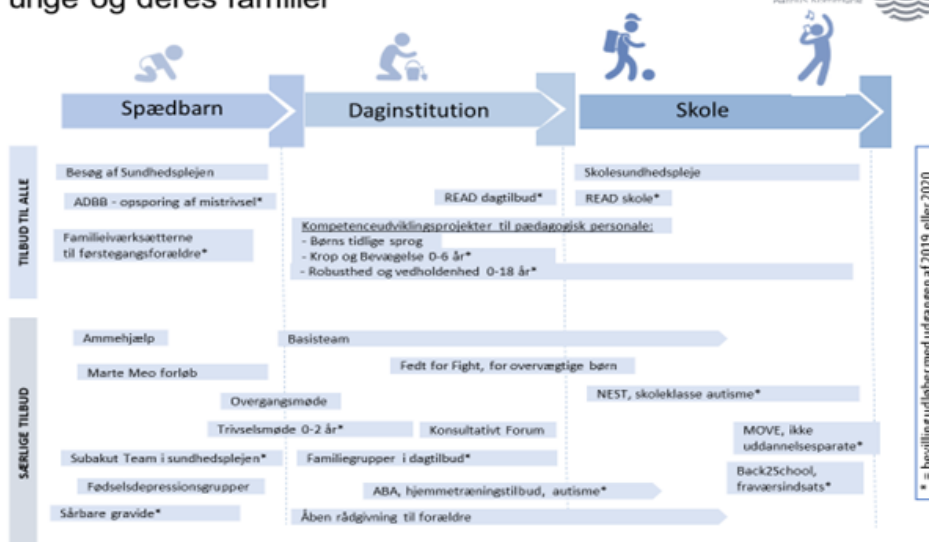 unge og deres familier
Spædbarn
Daginstitution
Skole
TILBUD TIL ALLE
Besøg af Sundhedsplejen
ADBB - opsporing af mistrivsel*
Familieiværksætterne
til førstegangsforældre*
READ dagtilbud*
Kompetenceudviklingsprojekter til pædagogisk personale:
- Børns tidlige sprog
- Krop og Bevægelse 0-6 år*
- Robusthed og vedholdenhed 0-18 år*
Skolesundhedspleje
READ skole*
SÆRLIGE TILBUD
Ammehjælp
Basisteam
Marte Meo forløb
Fedt for Fight, for overvægtige børn
NEST, skoleklasse autisme*
Overgangsmøde
Trivselsmøde 0-2 år*
Konsultativt Forum
MOVE, ikke
uddannelsesparate*
Subakut Team i sundhedsplejen*
Familiegrupper i dagtilbud*
Back2School,
fraværsindsats*
Fødselsdepressionsgrupper
ABA, hjemmetræningstilbud, autisme*
Sårbare gravide*
Åben rådgivning til forældre
* = bevilling udløber med udgangen af 2019 eller 2020